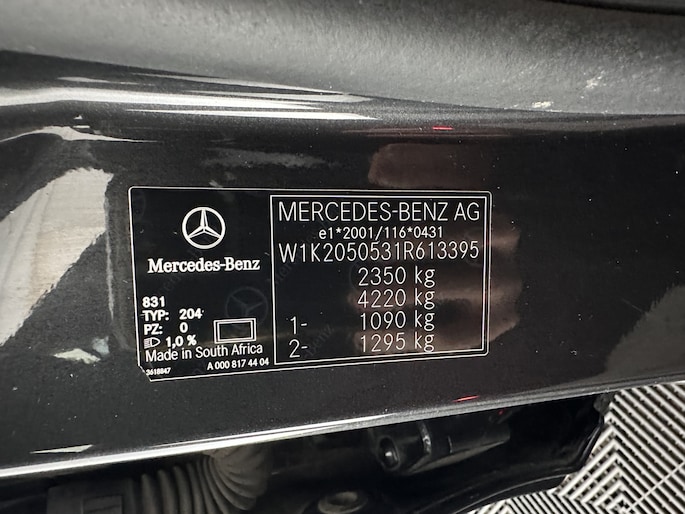 Mercedes-Benz
831
TYP: 204
PZ: 0
1,0 %
Made in South Africa
3618847
A 000 817 44 04
MERCEDES-BENZ AG
e1*2001/116*0431
W1K2050531R613395
2350 kg
4220 kg
1- 1090 kg
2- 1295 kg